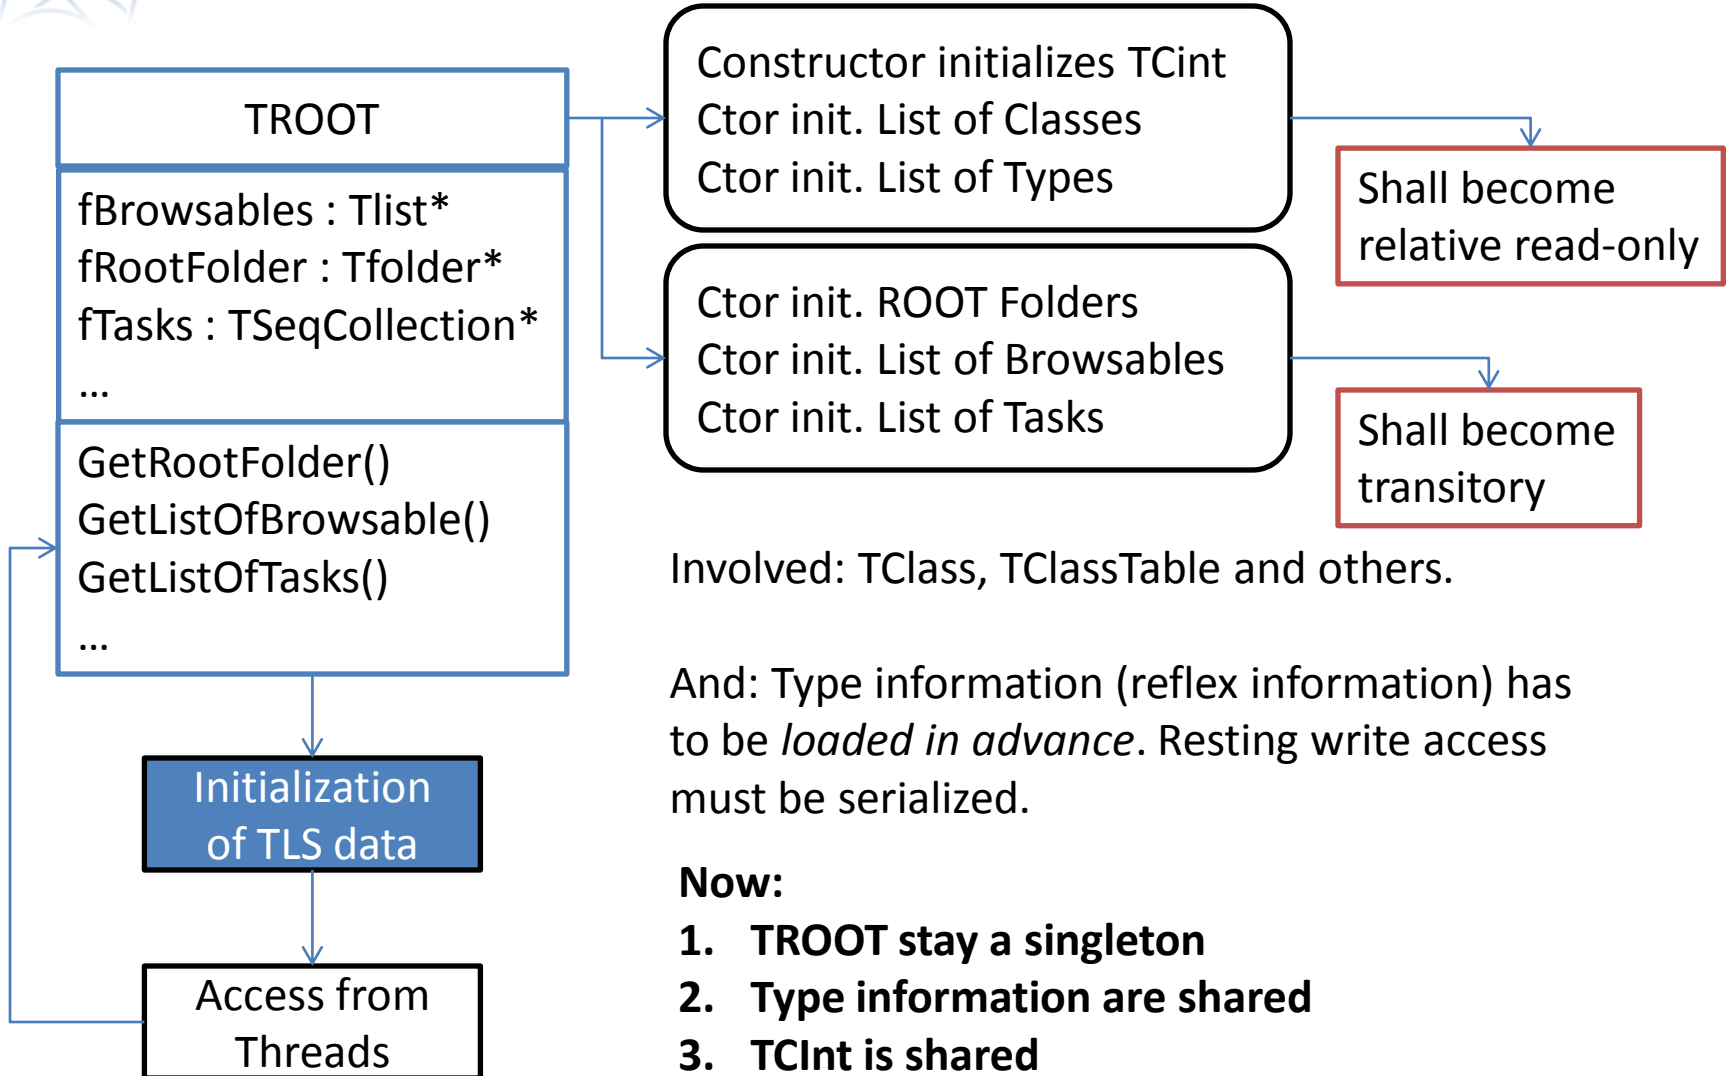 TROOT
fBrowsables : Tlist*
fRootFolder : Tfolder*
fTasks : TSeqCollection*
...
GetRootFolder()
GetListOfBrowsable()
GetListOfTasks()
...
Initialization
of TLS data
Access from
Threads
Constructor initializes TCint
Ctor init. List of Classes
Ctor init. List of Types
Shall become
relative read-only
Ctor init. ROOT Folders
Ctor init. List of Browsables
Ctor init. List of Tasks
Shall become
transitory
Involved: TClass, TClassTable and others.
And: Type information (reflex information) has
to be loaded in advance. Resting write access
must be serialized.
Now:
1. TROOT stay a singleton
2. Type information are shared
3. TCInt is shared